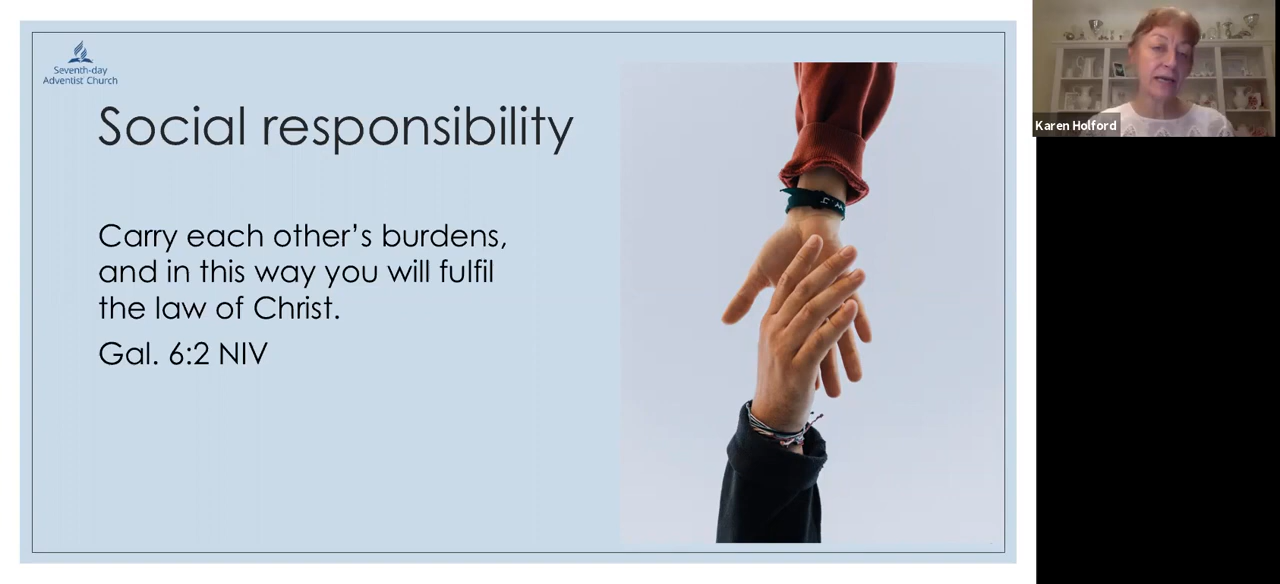 Seventh-day
Adventist Church
Social responsibility
Carry each other’s burdens,
and in this way you will fulfil
the law of Christ.
Gal. 6:2 NIV
Karen Holford